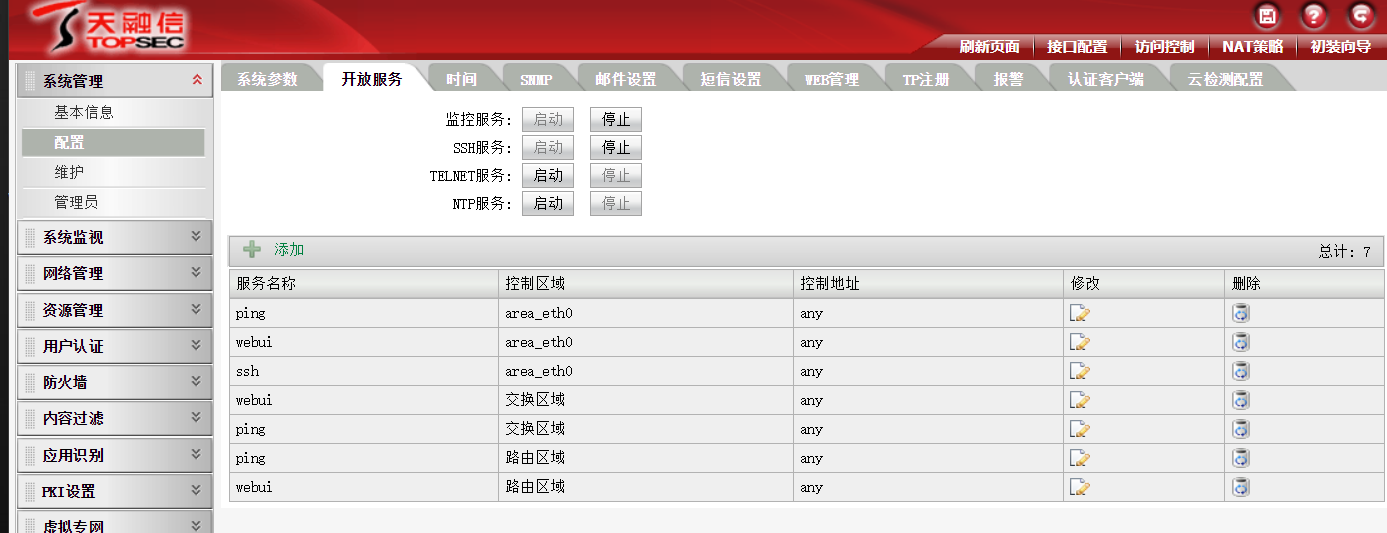 天融信
TOPSEC
刷新页面 接口配置 访问控制 NAT策略 初装向导
系统管理
基本信息
配置
维护
管理员
系统监视
网络管理
资源管理
用户认证
防火墙
内容过滤
应用识别
PKI设置
虚拟专网
系统参数 开放服务 时间 SNMP 邮件设置 短信设置 WEB管理 TP注册 报警 认证客户端 云检测配置
监控服务: 启动 停止
SSH服务: 启动 停止
TELNET服务: 启动 停止
NTP服务: 启动 停止
添加 总计: 7
服务名称 控制区域 控制地址 修改 删除
ping area_eth0 any
webui area_eth0 any
ssh area_eth0 any
webui 交换区域 any
ping 交换区域 any
ping 路由区域 any
webui 路由区域 any